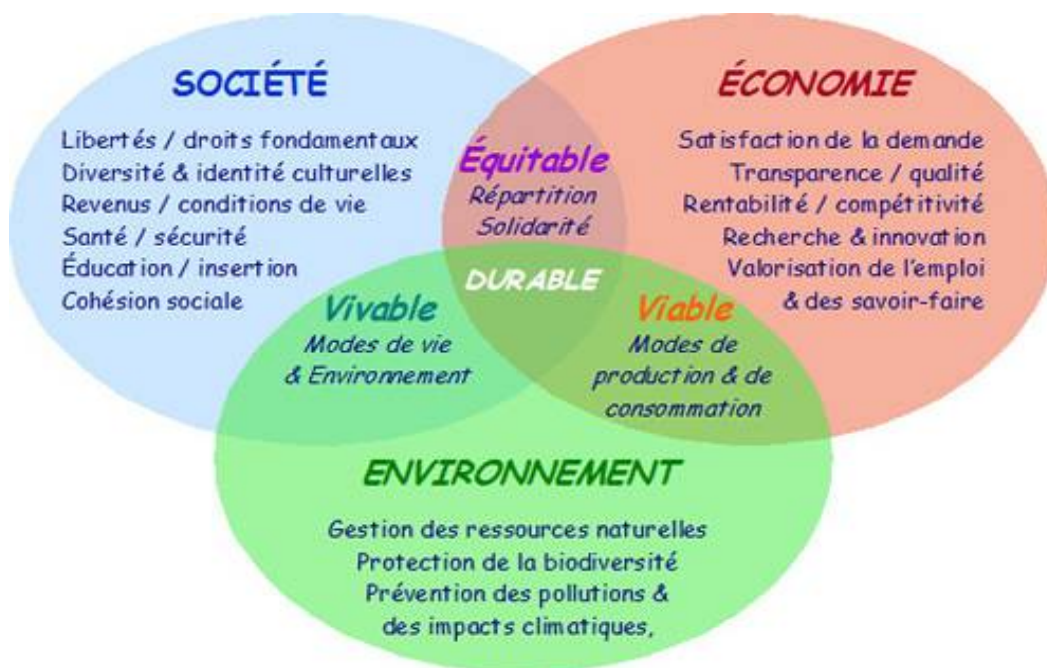 SOCIÉTÉ
Libertés / droits fondamentaux
Diversité & identité culturelles
Revenus / conditions de vie
Santé / sécurité
Éducation / insertion
Cohésion sociale
ÉCONOMIE
Satisfaction de la demande
Transparence / qualité
Rentabilité / compétitivité
Recherche & innovation
Valorisation de l'emploi
& des savoir-faire
Équitable
Répartition
Solidarité
DURABLE
Vivable
Modes de vie
& Environnement
Viable
Modes de
production & de
consommation
ENVIRONNEMENT
Gestion des ressources naturelles
Protection de la biodiversité
Prévention des pollutions &
des impacts climatiques,